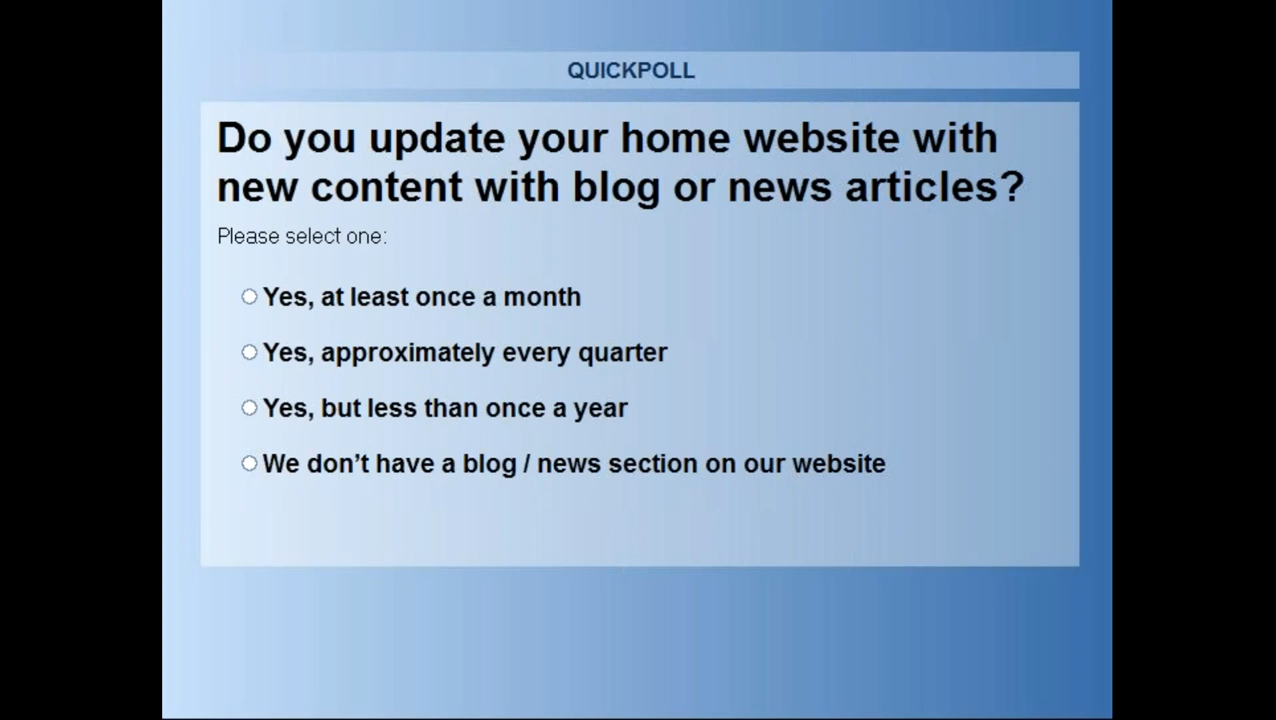 QUICKPOLL
Do you update your home website with
new content with blog or news articles?
Please select one:
Yes, at least once a month
Yes, approximately every quarter
Yes, but less than once a year
We don’t have a blog / news section on our website